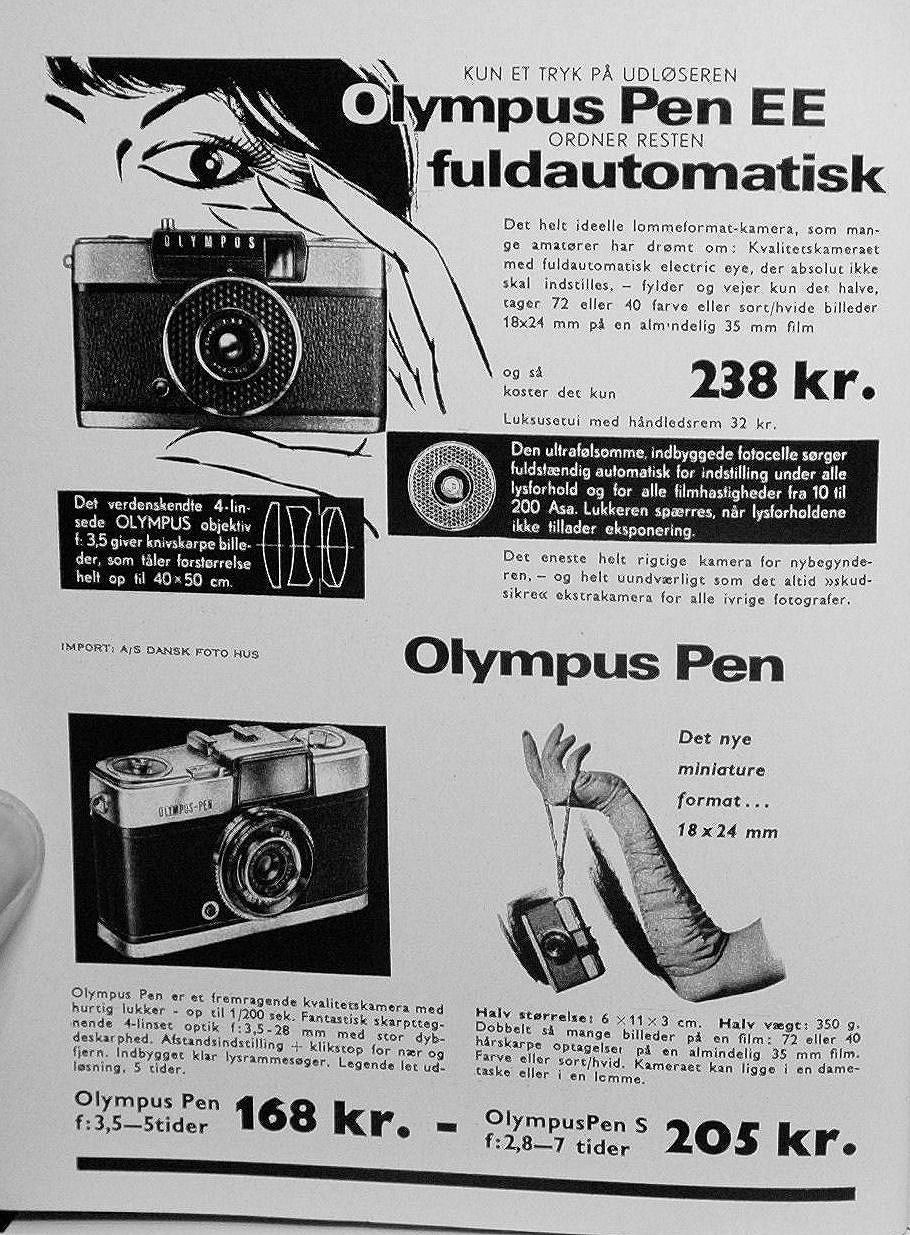 KUN ET TRYK PÅ UDLØSEREN
Olympus Pen EE
ORDNER RESTEN
fuldautomatisk
OLYMPUS
Det helt ideelle lommeformat-kamera, som man-
ge amatører har drømt om: Kvalitetskameraet
med fuldautomatisk electric eye, der absolut ikke
skal indstilles, – fylder og vejer kun det halve,
tager 72 eller 40 farve eller sort/hvide billeder
18x24 mm på en almindelig 35 mm film
og så
koster det kun
238 kr.
Luksusetui med håndledsrem 32 kr.
Den ultrafølsomme, indbyggede fotocelle sørger
fuldstændig automatisk for indstilling under alle
lysforhold og for alle filmhastigheder fra 10 til
200 Asa. Lukkeren spærres, når lysforholdene
ikke tillader eksponering.
Det verdenskendte 4-lin-
sede OLYMPUS objektiv
f: 3,5 giver knivskarpe bille-
der, som tåler forstørrelse
helt op til 40×50 cm.
Det eneste helt rigtige kamera for nybegynde-
ren, – og helt uundværligt som det altid »skud-
sikre« ekstrakamera for alle ivrige fotografer.
IMPORT: A/S DANSK FOTO HUS
Olympus Pen
OLYMPUS-PEN
Det nye
miniature
format...
18 x 24 mm
Olympus Pen er et fremragende kvalitetskamera med
hurtig lukker - op til 1/200 sek. Fantastisk skarptteg-
nende 4-linset optik f:3,5-28 mm med stor dyb-
deskarphed. Afstandsindstilling + klikstop for nær og
fjern. Indbygget klar lysrammesøger. Legende let ud-
løsning, 5 tider.
Halv størrelse: 6 ×11×3 cm. Halv vægt: 350 g.
Dobbelt så mange billeder på en film: 72 eller 40
hårskarpe optagelser på en almindelig 35 mm film.
Farve eller sort/hvid. Kameraet kan ligge i en dame-
taske eller i en lomme.
Olympus Pen
f:3,5—5tider
168 kr. –
OlympusPen S
f:2,8—7 tider
205 kr.